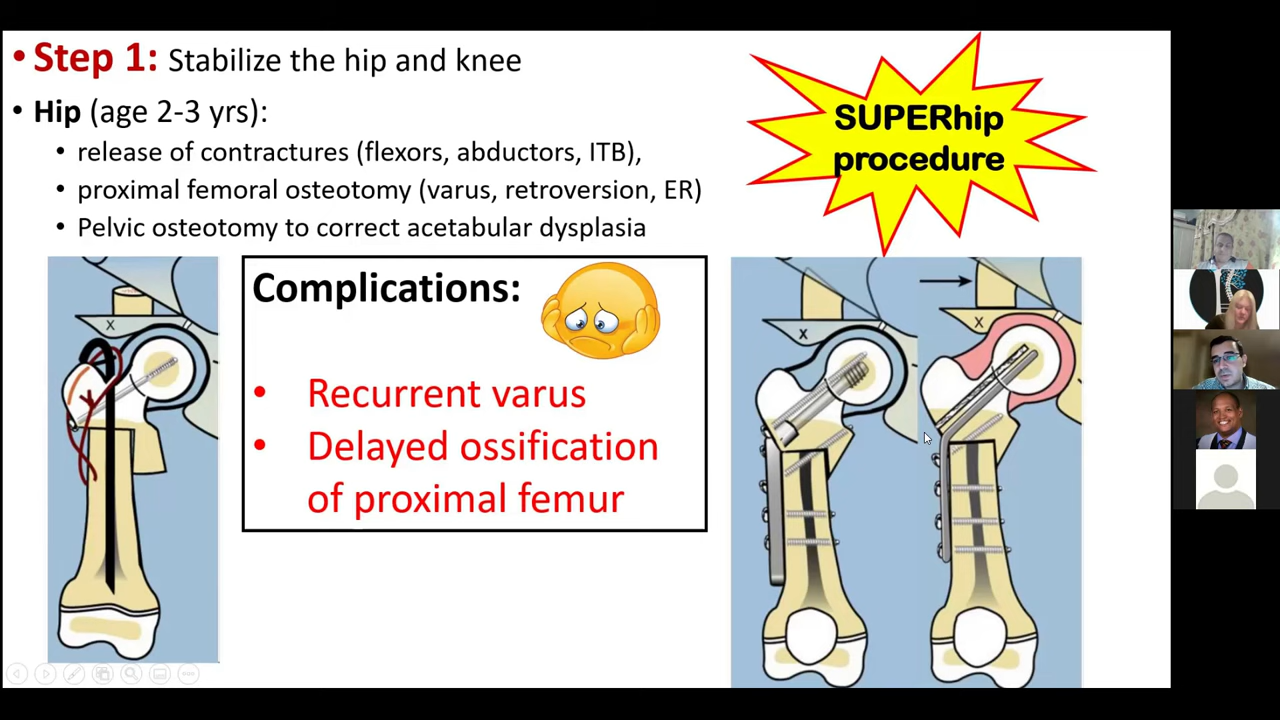 • Step 1: Stabilize the hip and knee
• Hip (age 2-3 yrs):
• release of contractures (flexors, abductors, ITB),
• proximal femoral osteotomy (varus, retroversion, ER)
• Pelvic osteotomy to correct acetabular dysplasia
SUPERhip
procedure
Complications:
• Recurrent varus
• Delayed ossification
of proximal femur
X
X
X